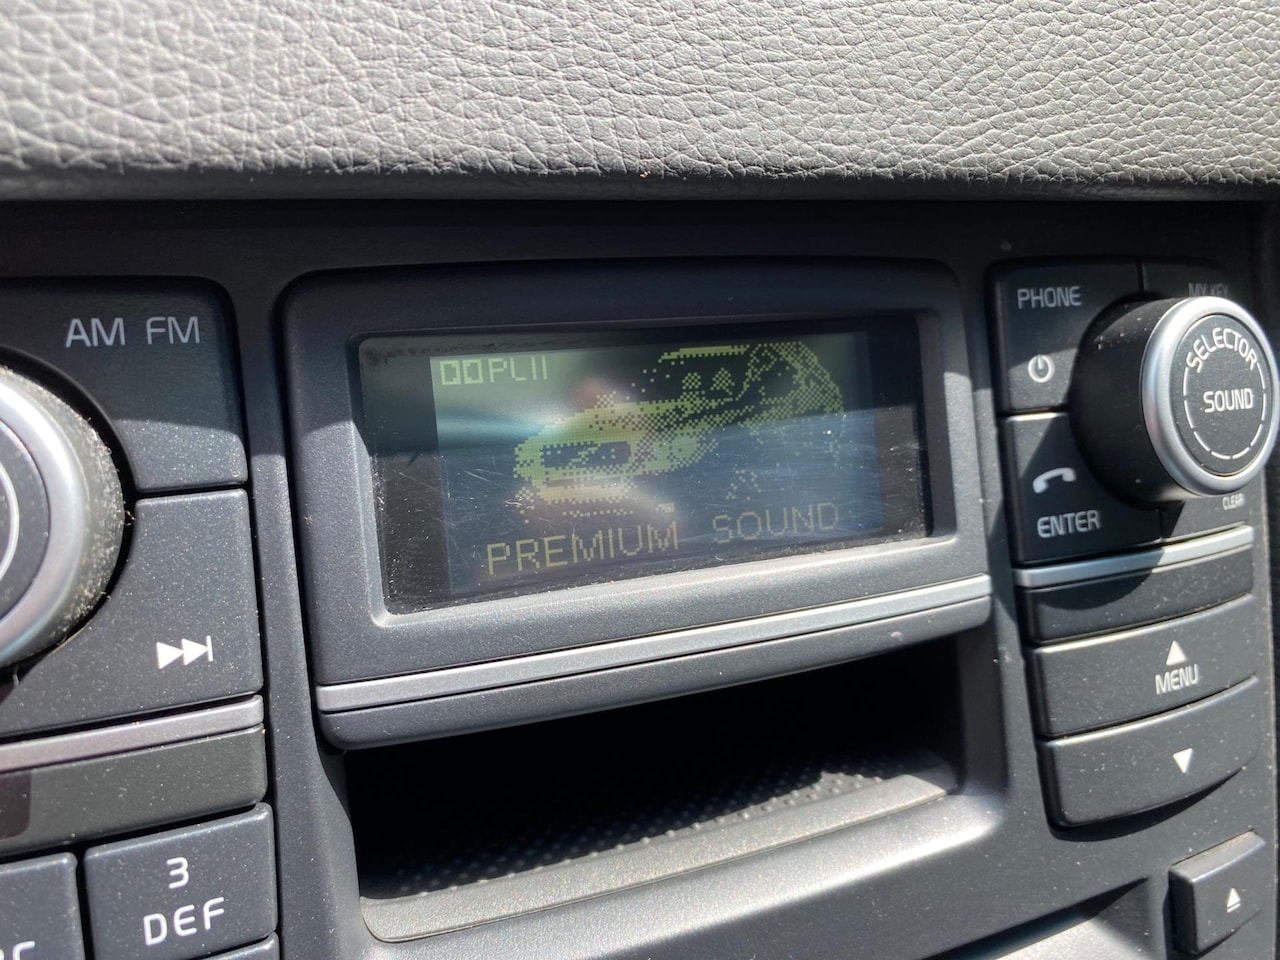 AM FM
PLII
PREMIUM SOUND
PHONE
MY KEY
SELECTOR
SOUND
CLEAR
ENTER
MENU
3
DEF